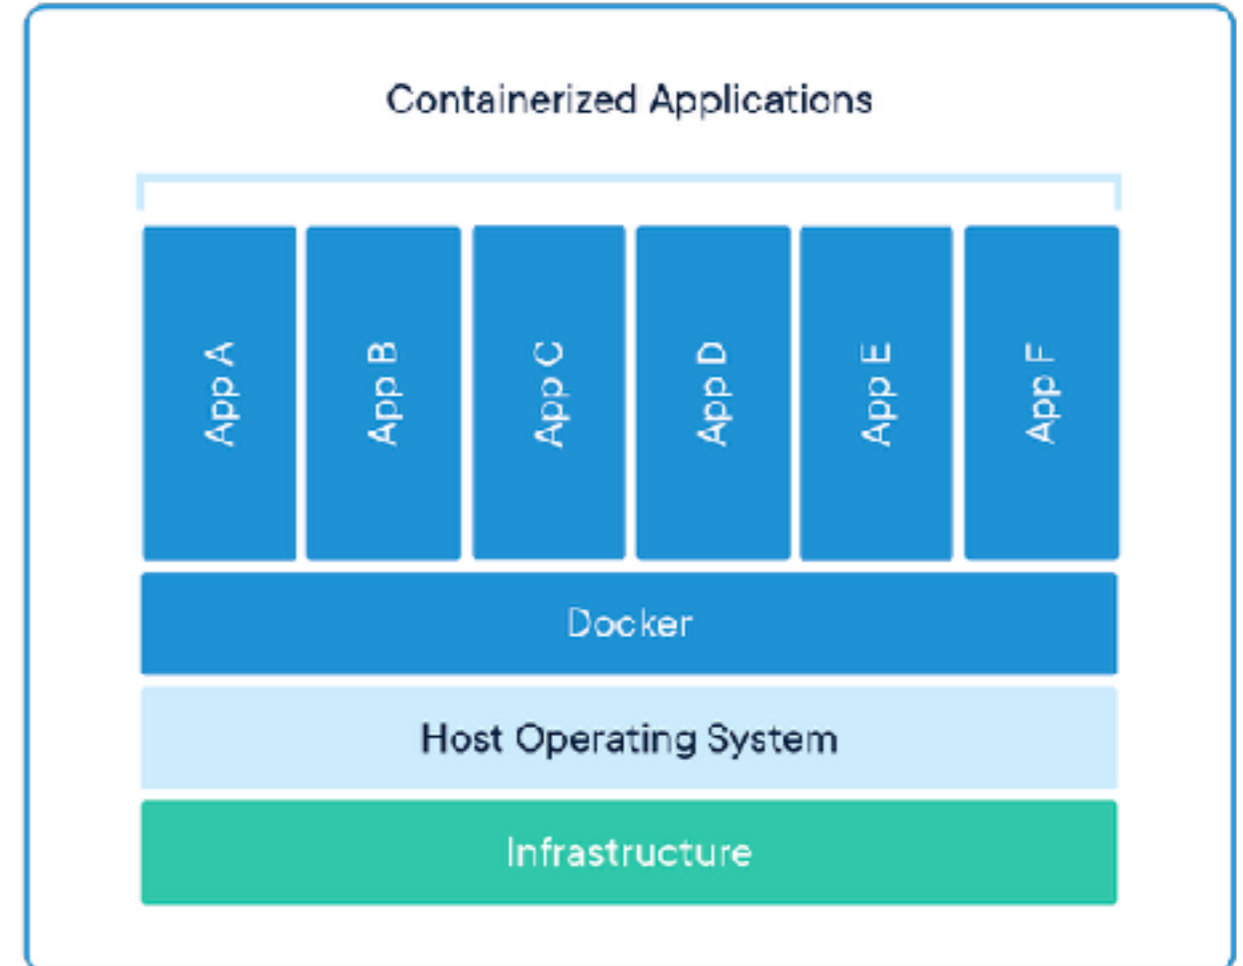 Containerized Applications
App A
App B
App C
App D
App E
App F
Docker
Host Operating System
Infrastructure